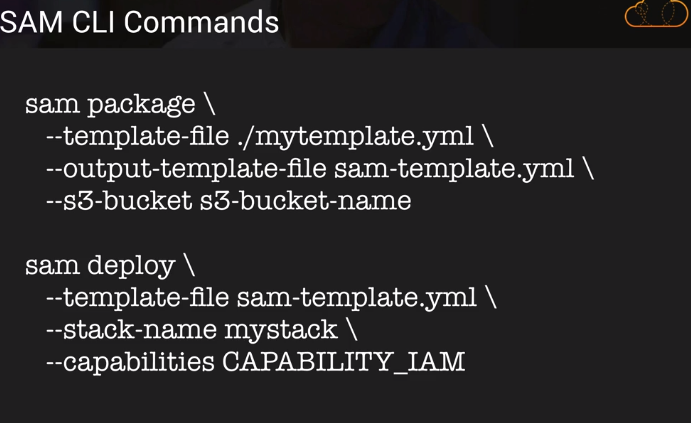 SAM CLI Commands
sam package \
--template-file ./mytemplate.yml \
--output-template-file sam-template.yml \
--s3-bucket s3-bucket-name
sam deploy \
--template-file sam-template.yml \
--stack-name mystack \
--capabilities CAPABILITY_IAM